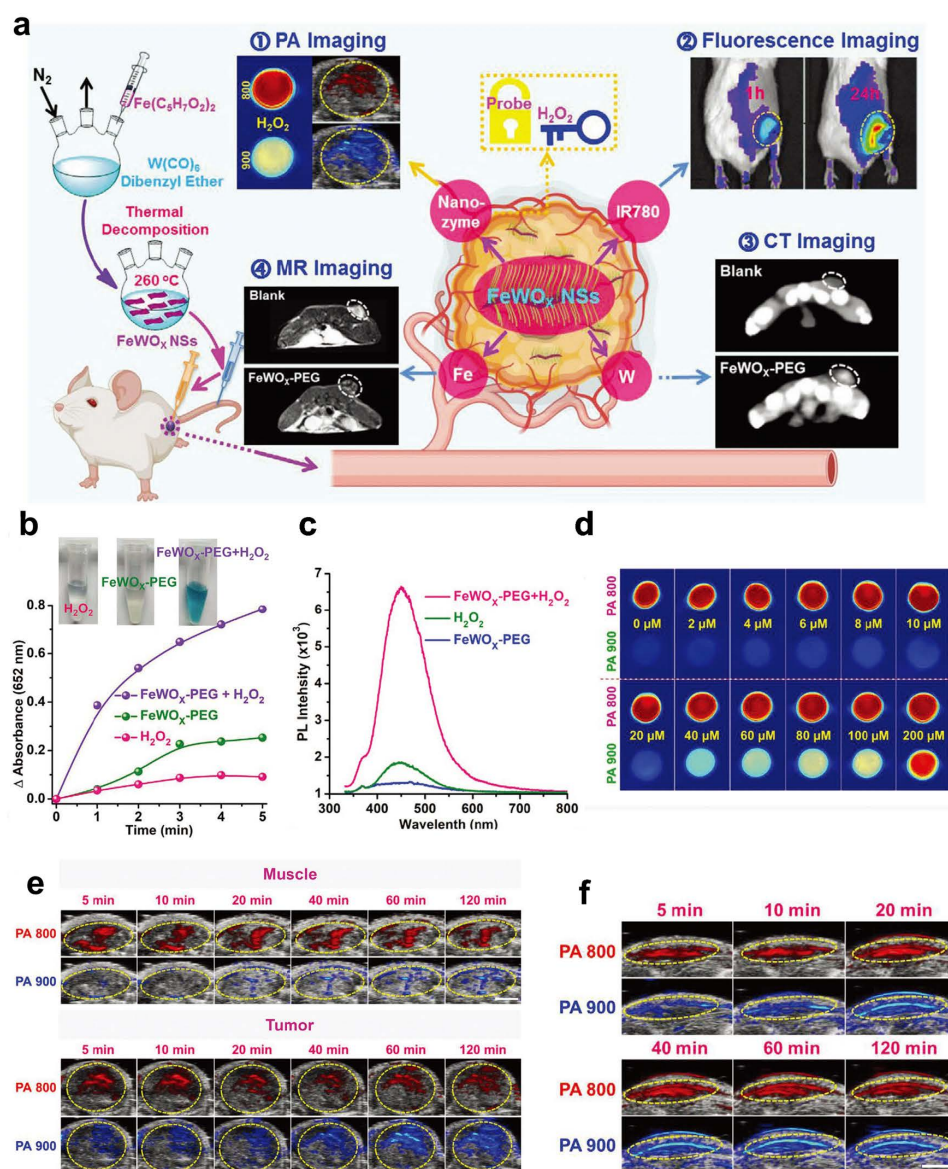 a
① PA Imaging
② Fluorescence Imaging
N2
Fe(C5H7O2)2
800
H2O2
900
W(CO)6
Dibenzyl Ether
Probe
H2O2
1h
24h
Nano-
zyme
IR780
Thermal
Decomposition
260 °C
FeWOX NSs
④ MR Imaging
Blank
FeWOX-PEG
③ CT Imaging
Blank
FeWOX-PEG
FeWOX NSs
Fe
W
b
FeWOX-PEG+H2O2
FeWOX-PEG
H2O2
Δ Absorbance (652 nm)
0.8
0.6
0.4
0.2
0.0
FeWOX-PEG + H2O2
FeWOX-PEG
H2O2
0 1 2 3 4 5
Time (min)
c
PL Intehsity (x10³)
7
6
5
4
3
2
1
FeWOX-PEG+H2O2
H2O2
FeWOX-PEG
300 400 500 600 700 800
Wavelenth (nm)
d
PA 800
0 µM 2 µM 4 µM 6 µM 8 µM 10 µM
PA 900
PA 800
20 µM 40 µM 60 µM 80 µM 100 µM 200 µM
PA 900
e
Muscle
5 min 10 min 20 min 40 min 60 min 120 min
PA 800
PA 900
Tumor
5 min 10 min 20 min 40 min 60 min 120 min
PA 800
PA 900
f
5 min 10 min 20 min
PA 800
PA 900
40 min 60 min 120 min
PA 800
PA 900